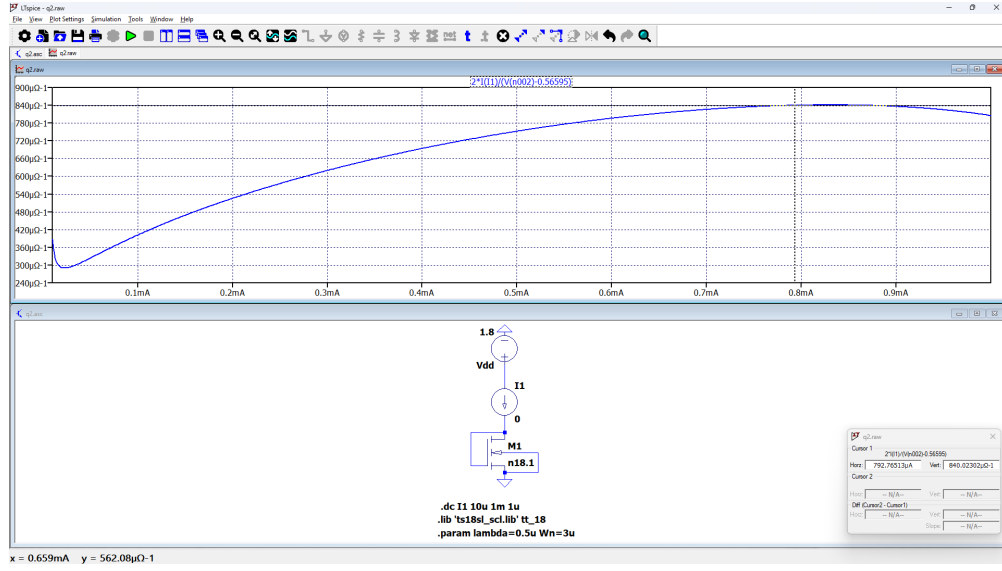 LTspice - q2.raw
File View Plot Settings Simulation Tools Window Help
q2.asc q2.raw
q2.raw
2*I(I1)/(V(n002)-0.56595)
900µΩ-1
840µΩ-1
780µΩ-1
720µΩ-1
660µΩ-1
600µΩ-1
540µΩ-1
480µΩ-1
420µΩ-1
360µΩ-1
300µΩ-1
240µΩ-1
0.1mA 0.2mA 0.3mA 0.4mA 0.5mA 0.6mA 0.7mA 0.8mA 0.9mA
q2.asc
1.8
Vdd
I1
0
M1
n18.1
.dc I1 10u 1m 1u
.lib 'ts18sl_scl.lib' tt_18
.param lambda=0.5u Wn=3u
q2.raw
Cursor 1
2*I(I1)/(V(n002)-0.56595)
Horz: 792.76513µA Vert: 840.02302µΩ-1
Cursor 2
Horz: -- N/A-- Vert: -- N/A--
Diff (Cursor2 - Cursor1)
Horz: -- N/A-- Vert: -- N/A--
Slope: -- N/A--
x = 0.659mA y = 562.08µΩ-1